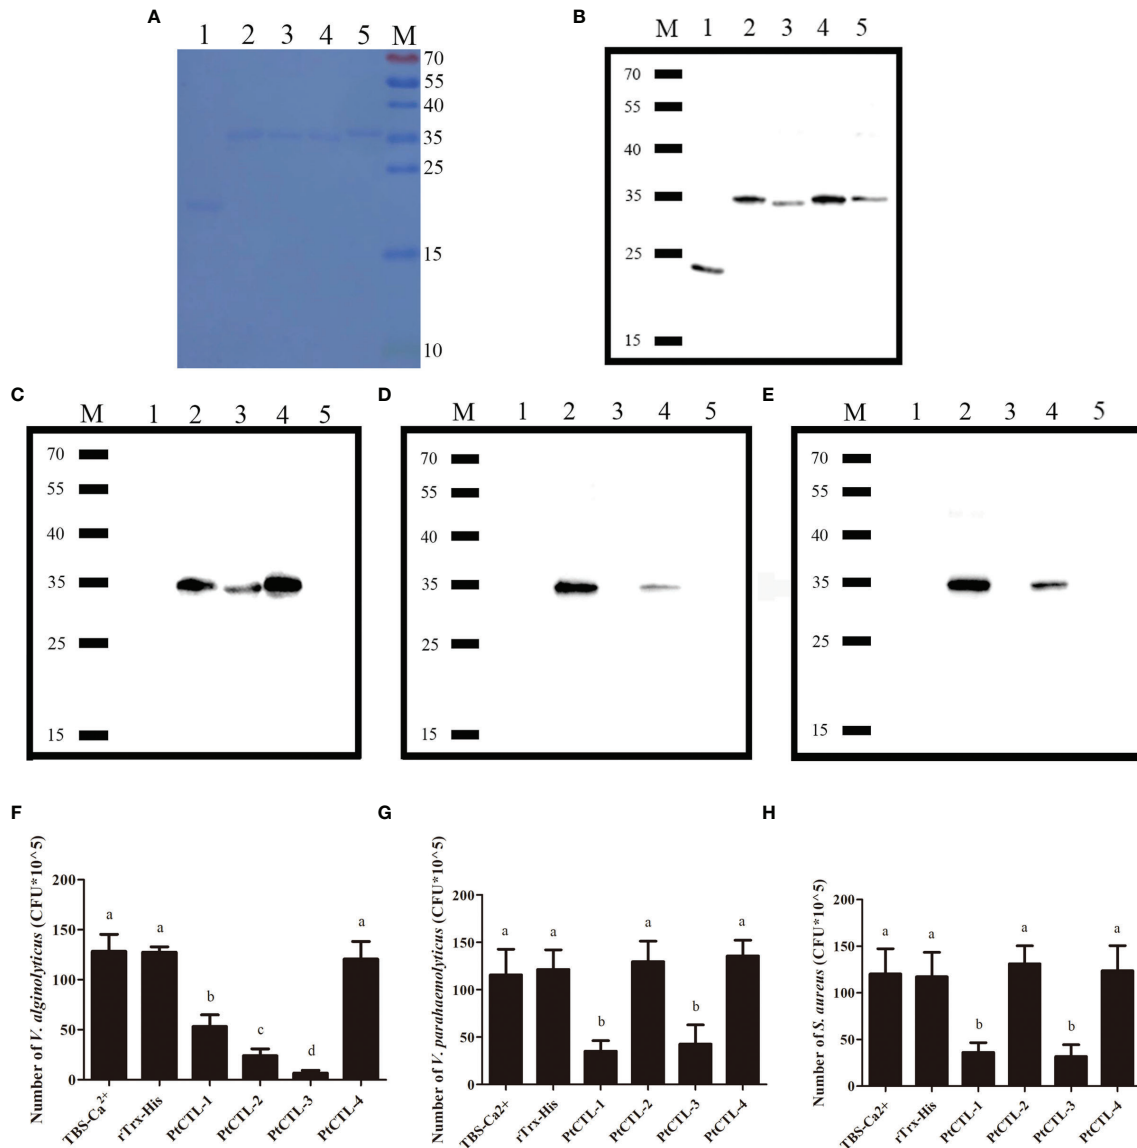 A
1 2 3 4 5 M
70
55
40
35
25
15
10
B
M 1 2 3 4 5
70
55
40
35
25
15
C
M 1 2 3 4 5
70
55
40
35
25
15
D
M 1 2 3 4 5
70
55
40
35
25
15
E
M 1 2 3 4 5
70
55
40
35
25
15
F
Number of V. alginolyticus (CFU*10^5)
200
150
100
50
0
a a b c d a
TBS-Ca²⁺ rTrx-His PtCTL-1 PtCTL-2 PtCTL-3 PtCTL-4
G
Number of V. parahaemolyticus (CFU*10^5)
200
150
100
50
0
a a b a b a
TBS-Ca2+ rTrx-His PtCTL-1 PtCTL-2 PtCTL-3 PtCTL-4
H
Number of S. aureus (CFU*10^5)
200
150
100
50
0
a a b a b a
TBS-Ca²⁺ rTrx-His PtCTL-1 PtCTL-2 PtCTL-3 PtCTL-4